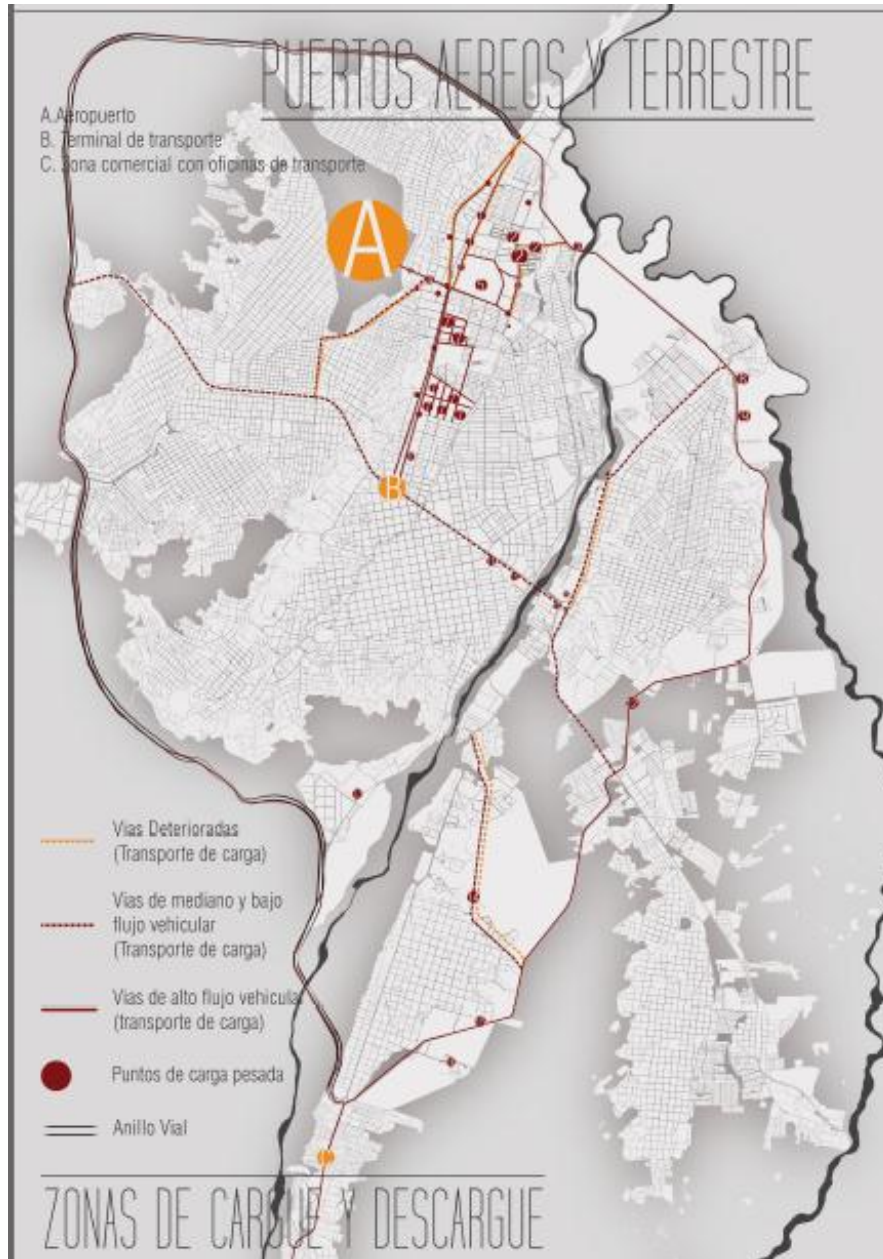 PUERTOS AEREOS Y TERRESTRE
A.Aeropuerto
B. Terminal de transporte
C. Zona comercial con oficinas de transporte
A
B
C
Vias Deterioradas
(Transporte de carga)
Vias de mediano y bajo
flujo vehicular
(Transporte de carga)
Vias de alto flujo vehicular
(transporte de carga)
Puntos de carga pesada
Anillo Vial
ZONAS DE CARGUE Y DESCARGUE